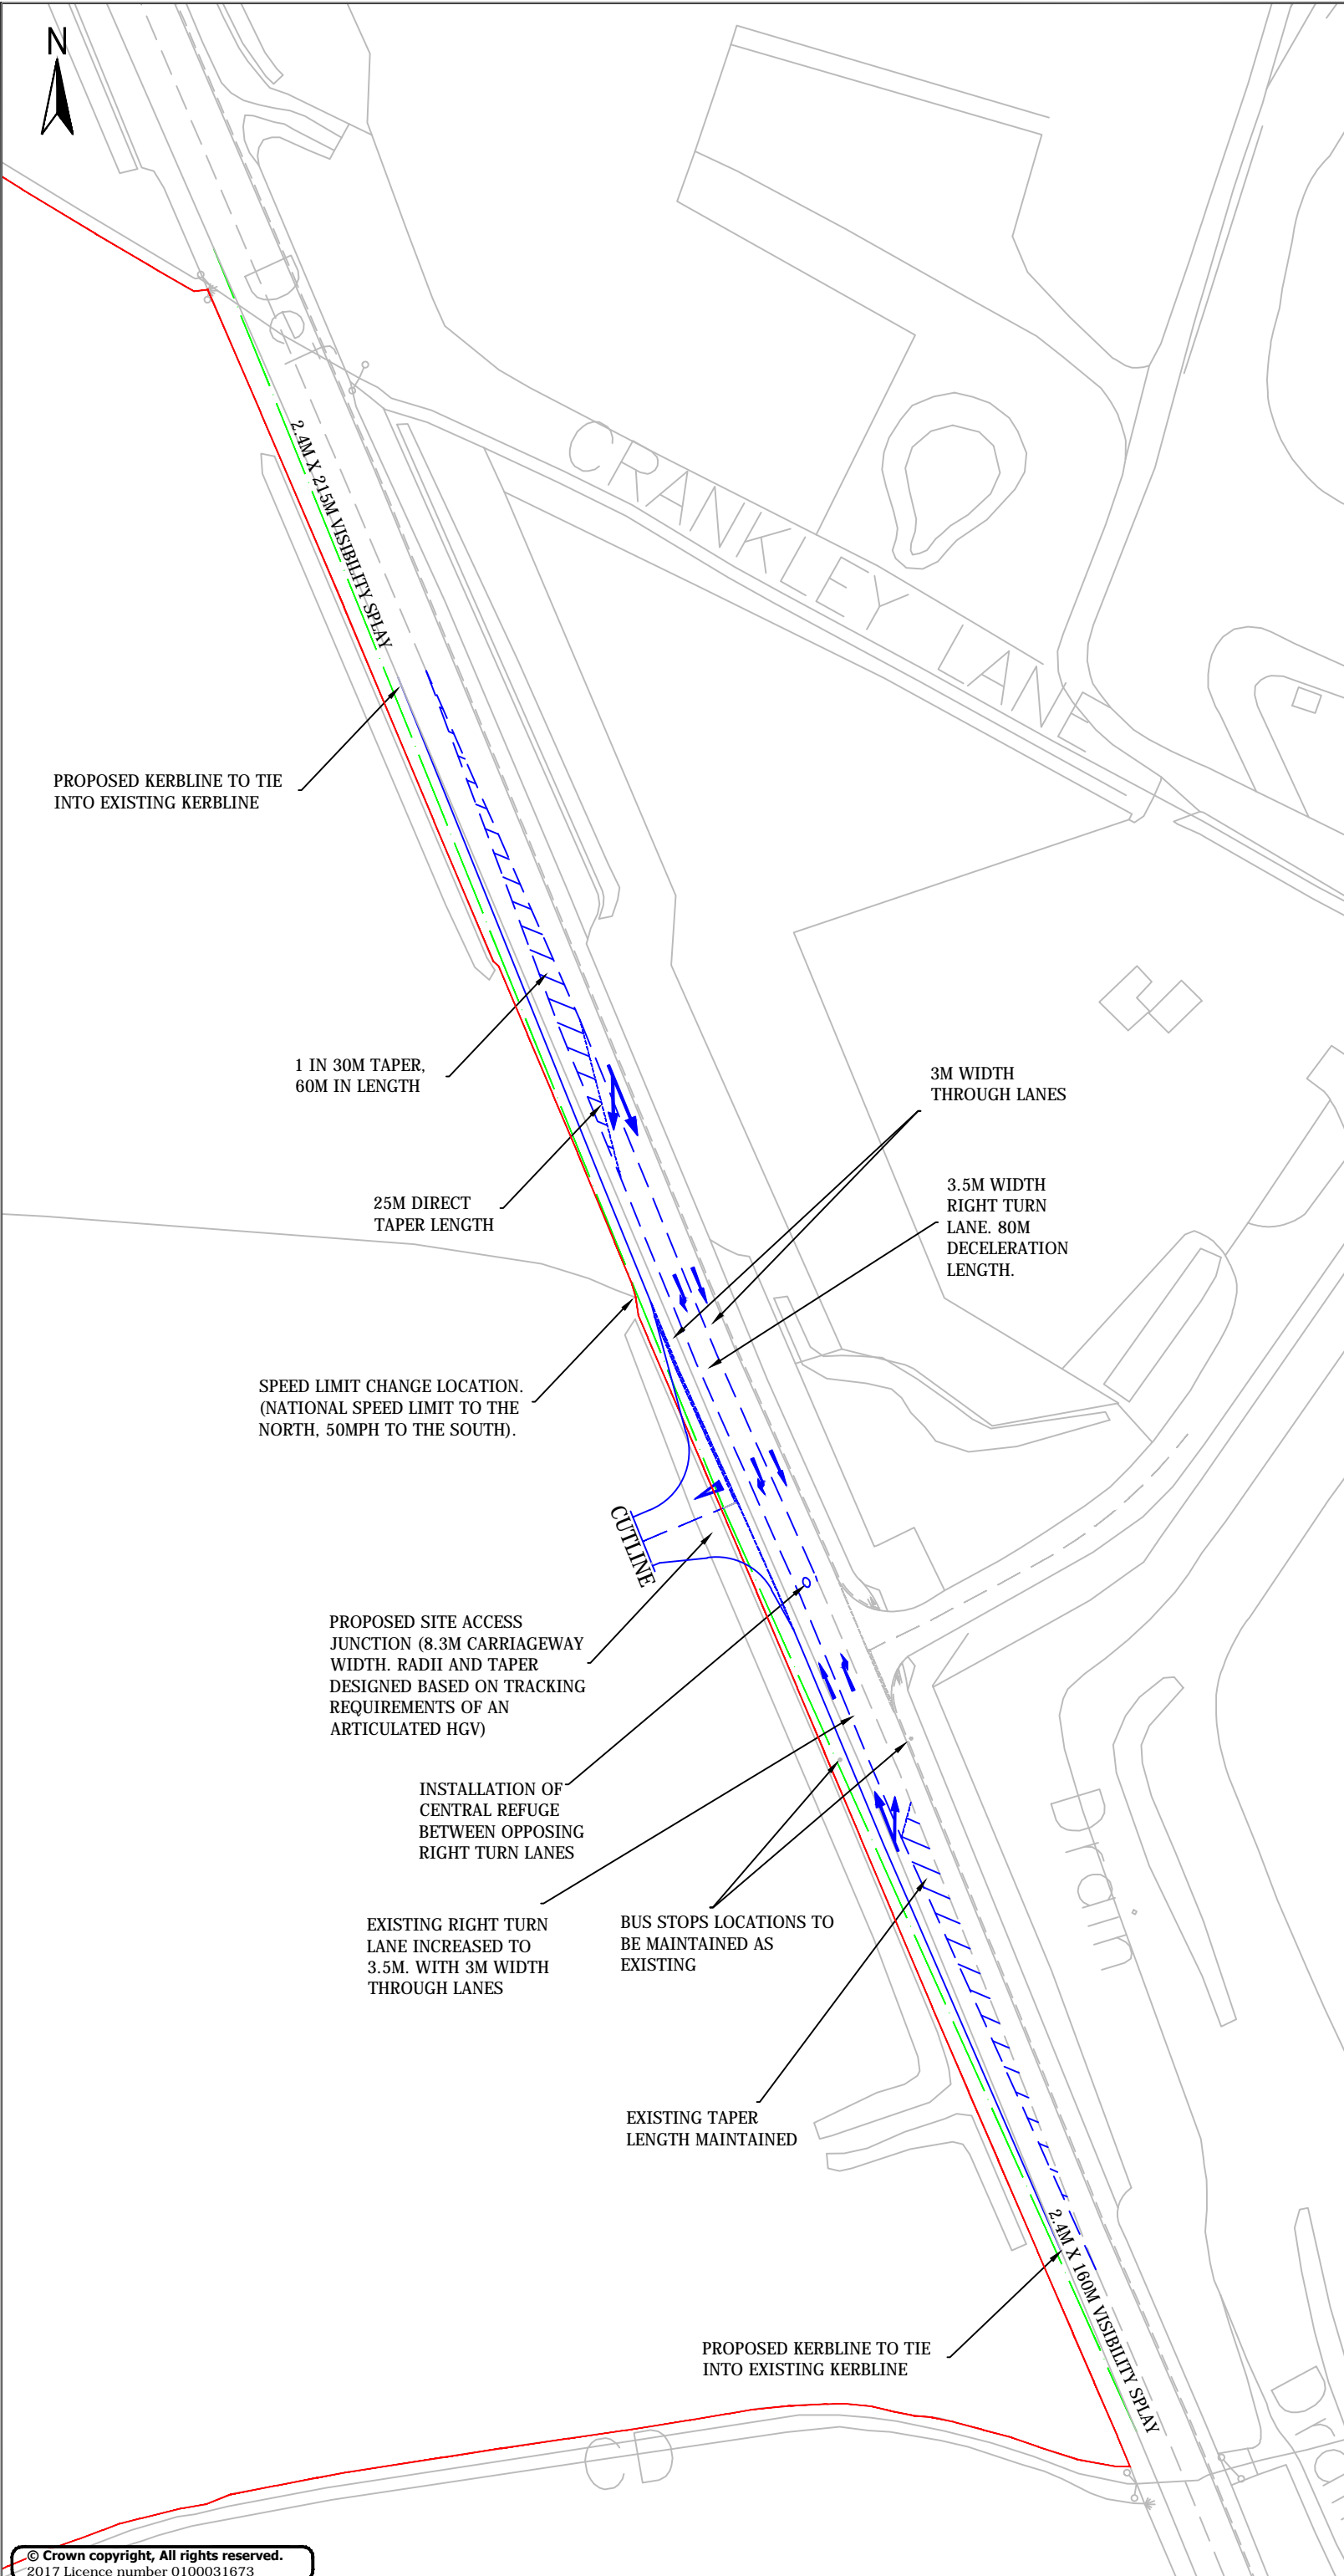 N
Def
2.4M X 215M VISIBILITY SPLAY
CRANKLEY LANE
PROPOSED KERBLINE TO TIE
INTO EXISTING KERBLINE
1 IN 30M TAPER,
60M IN LENGTH
3M WIDTH
THROUGH LANES
25M DIRECT
TAPER LENGTH
3.5M WIDTH
RIGHT TURN
LANE. 80M
DECELERATION
LENGTH.
SPEED LIMIT CHANGE LOCATION.
(NATIONAL SPEED LIMIT TO THE
NORTH, 50MPH TO THE SOUTH).
CUTLINE
PROPOSED SITE ACCESS
JUNCTION (8.3M CARRIAGEWAY
WIDTH. RADII AND TAPER
DESIGNED BASED ON TRACKING
REQUIREMENTS OF AN
ARTICULATED HGV)
INSTALLATION OF
CENTRAL REFUGE
BETWEEN OPPOSING
RIGHT TURN LANES
Drain
EXISTING RIGHT TURN
LANE INCREASED TO
3.5M. WITH 3M WIDTH
THROUGH LANES
BUS STOPS LOCATIONS TO
BE MAINTAINED AS
EXISTING
EXISTING TAPER
LENGTH MAINTAINED
2.4M X 160M VISIBILITY SPLAY
PROPOSED KERBLINE TO TIE
INTO EXISTING KERBLINE
CD
© Crown copyright, All rights reserved.
2017 Licence number 0100031673